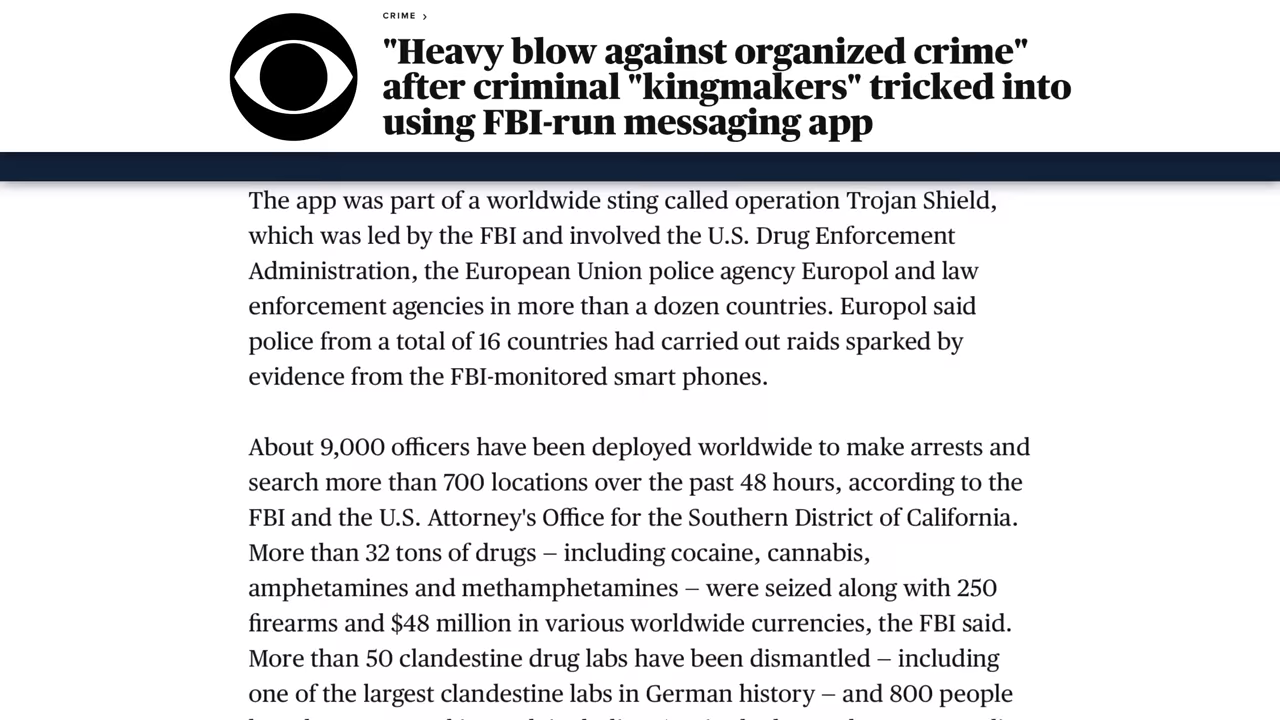 CRIME ›
"Heavy blow against organized crime"
after criminal "kingmakers" tricked into
using FBI-run messaging app
The app was part of a worldwide sting called operation Trojan Shield,
which was led by the FBI and involved the U.S. Drug Enforcement
Administration, the European Union police agency Europol and law
enforcement agencies in more than a dozen countries. Europol said
police from a total of 16 countries had carried out raids sparked by
evidence from the FBI-monitored smart phones.
About 9,000 officers have been deployed worldwide to make arrests and
search more than 700 locations over the past 48 hours, according to the
FBI and the U.S. Attorney's Office for the Southern District of California.
More than 32 tons of drugs — including cocaine, cannabis,
amphetamines and methamphetamines — were seized along with 250
firearms and $48 million in various worldwide currencies, the FBI said.
More than 50 clandestine drug labs have been dismantled — including
one of the largest clandestine labs in German history — and 800 people